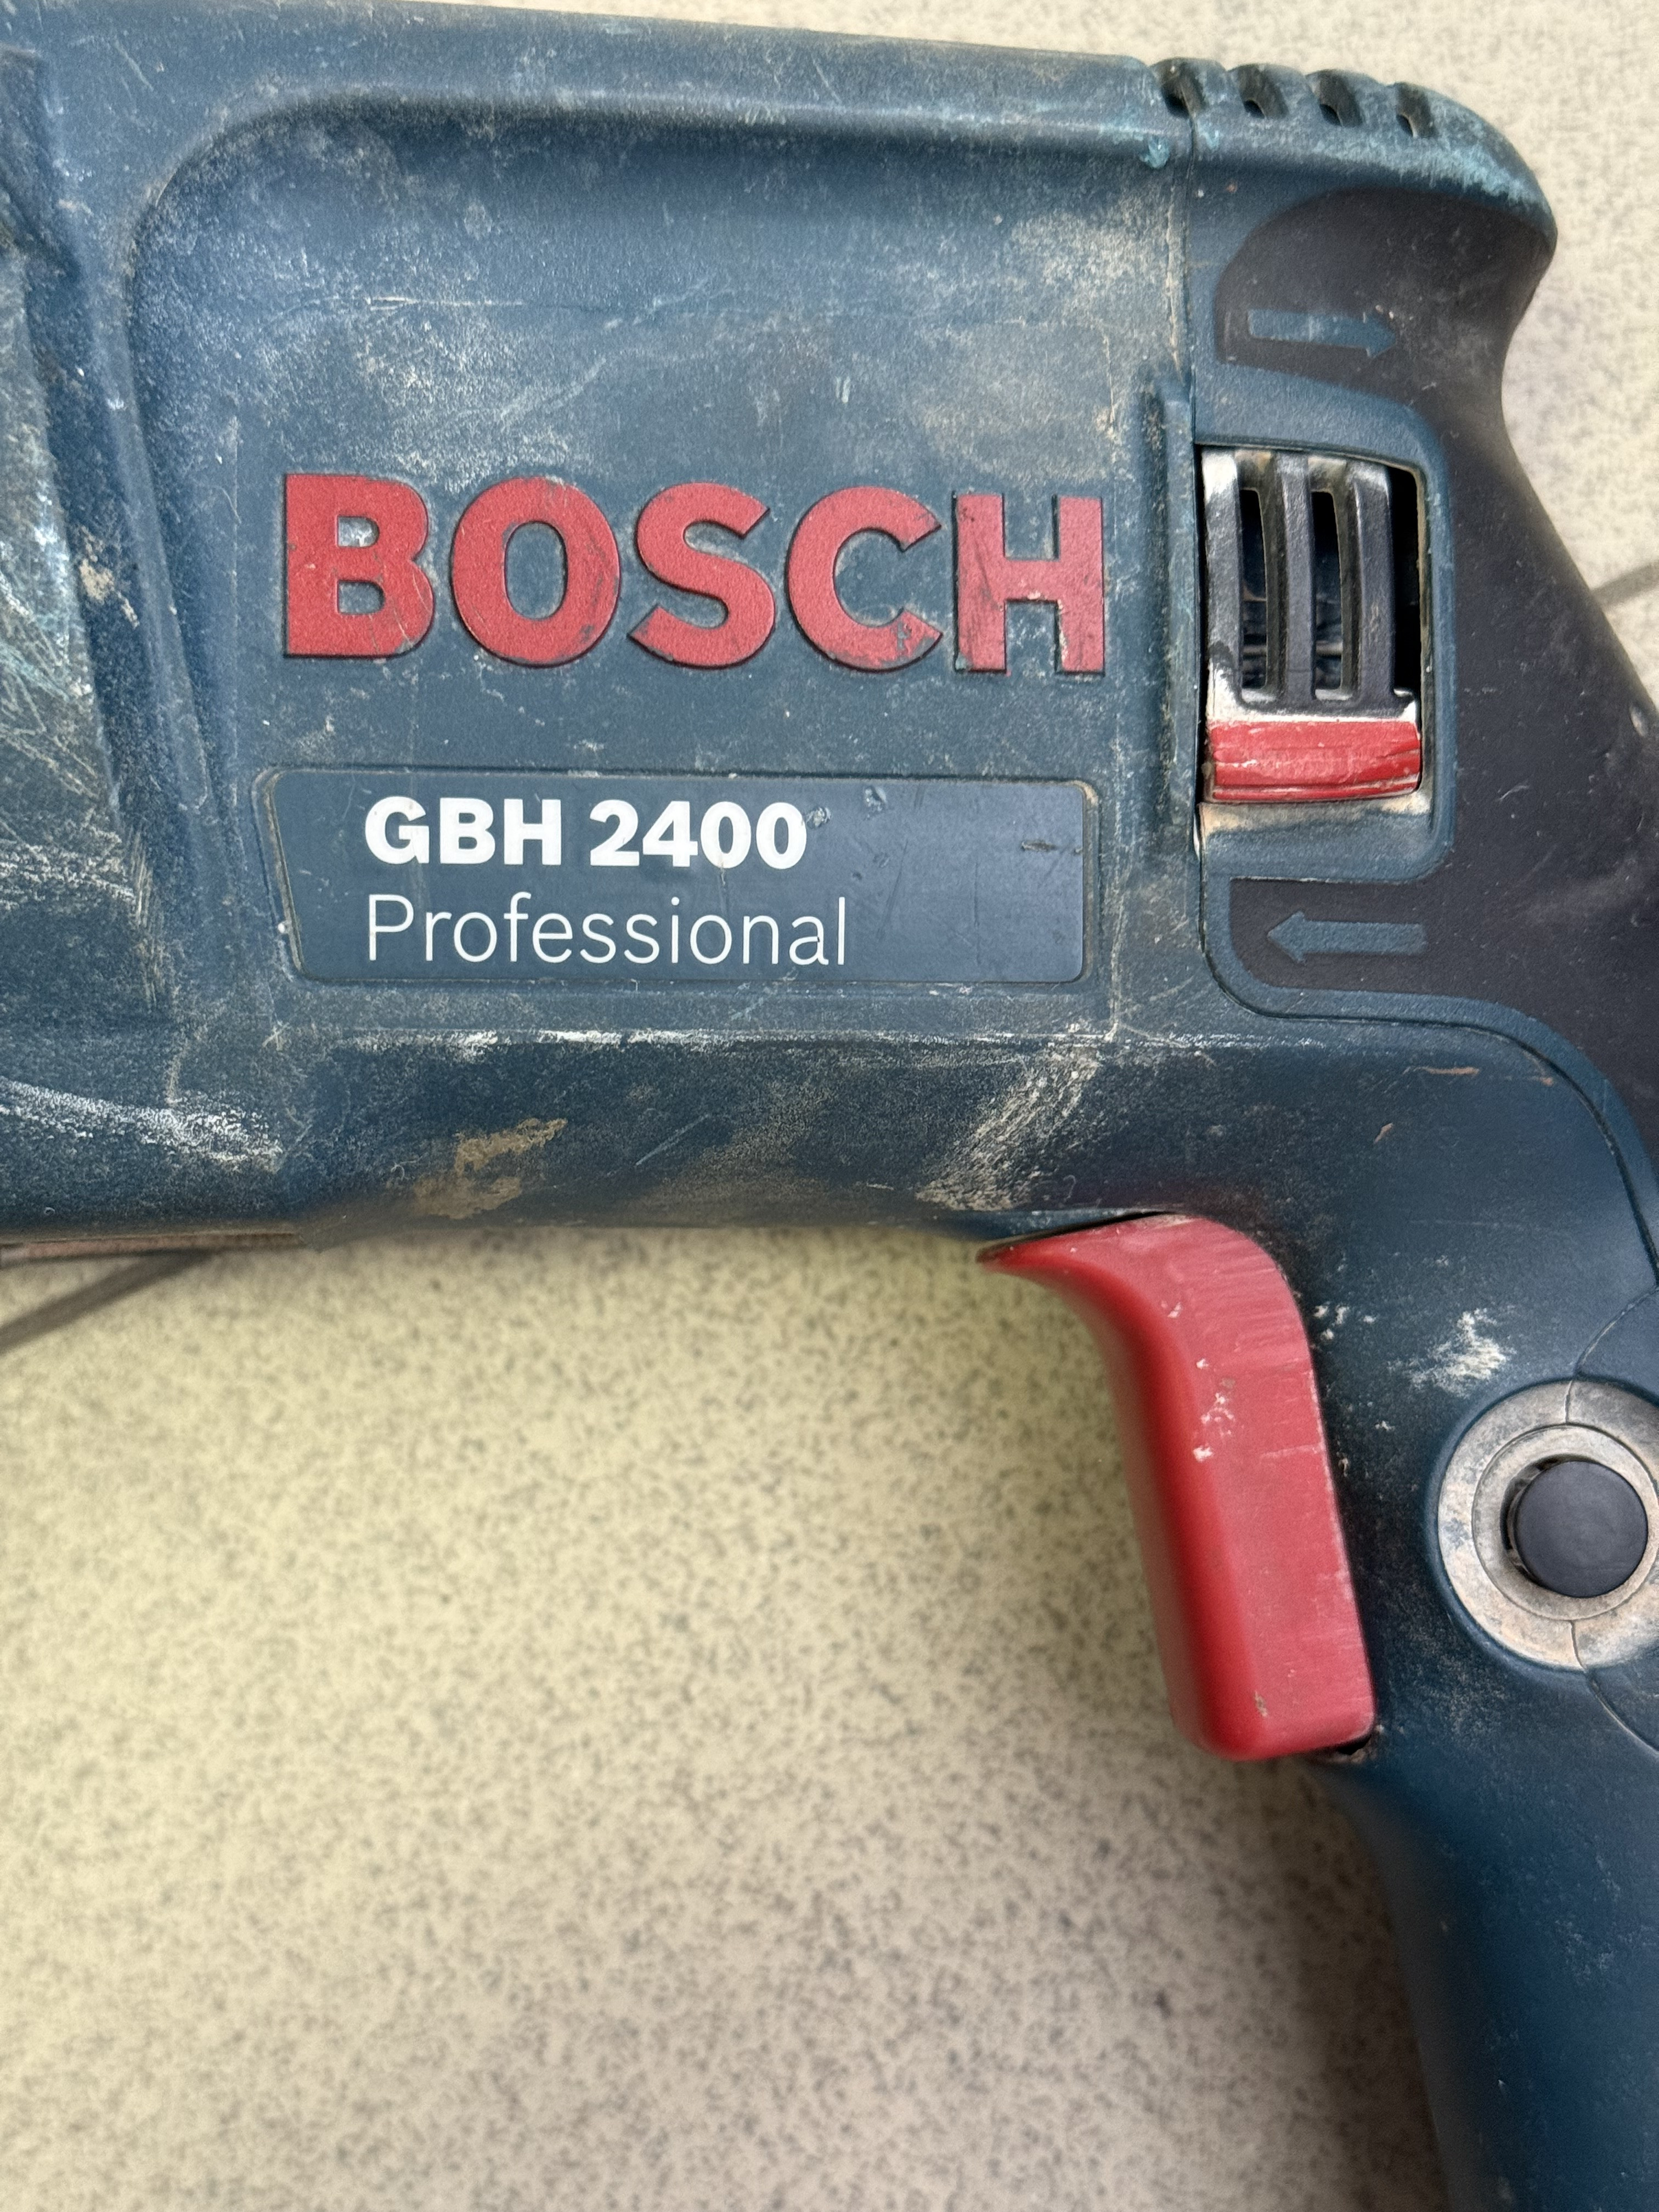 BOSCH
GBH 2400
Professional